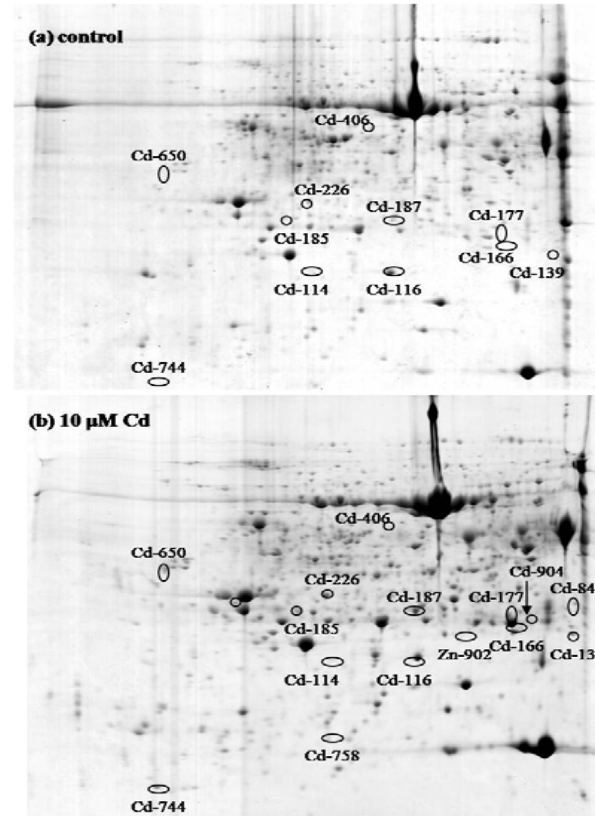 (a) control
Cd-406
Cd-650
Cd-226
Cd-187
Cd-177
Cd-185
Cd-166
Cd-139
Cd-114
Cd-116
Cd-744
(b) 10 µM Cd
Cd-406
Cd-650
Cd-904
Cd-226
Cd-187
Cd-177
Cd-84
Cd-185
Cd-166
Zn-902
Cd-13
Cd-114
Cd-116
Cd-758
Cd-744